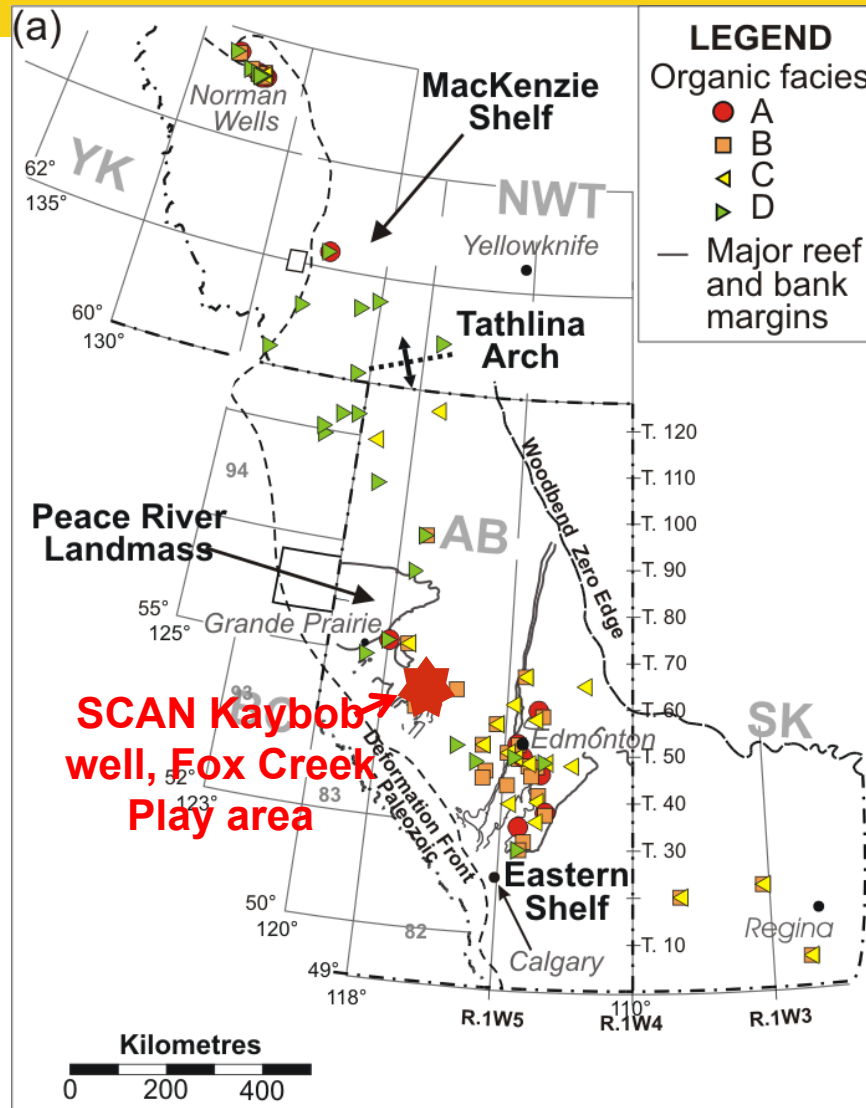 (a)
LEGEND
Organic facies
A
B
C
D
Major reef
and bank
margins
MacKenzie
Shelf
Norman
Wells
YK
NWT
62°
135°
Yellowknife
60°
130°
Tathlina
Arch
T. 120
T. 110
T. 100
T. 90
T. 80
T. 70
T. 60
T. 50
T. 40
T. 30
T. 10
94
Woodbend Zero Edge
AB
Peace River
Landmass
55°
125°
Grande Prairie
93
SCAN Kaybob
well, Fox Creek
Play area
SK
Edmonton
52°
123°
83
Deformation Front
Paleozoic
Eastern
Shelf
50°
120°
82
Calgary
Regina
49°
118°
110°
R.1W5
R.1W4
R.1W3
Kilometres
0 200 400